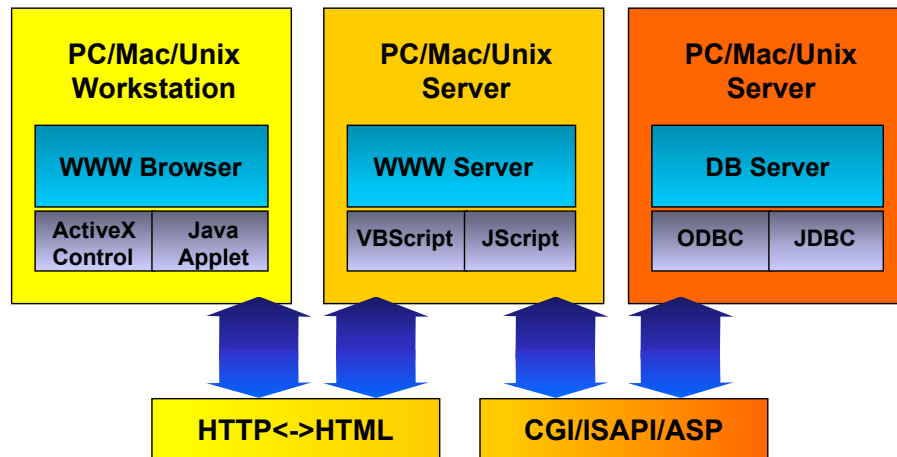 PC/Mac/Unix
Workstation
WWW Browser
ActiveX
Control
Java
Applet
PC/Mac/Unix
Server
WWW Server
VBScript
JScript
PC/Mac/Unix
Server
DB Server
ODBC
JDBC
HTTP<->HTML
CGI/ISAPI/ASP